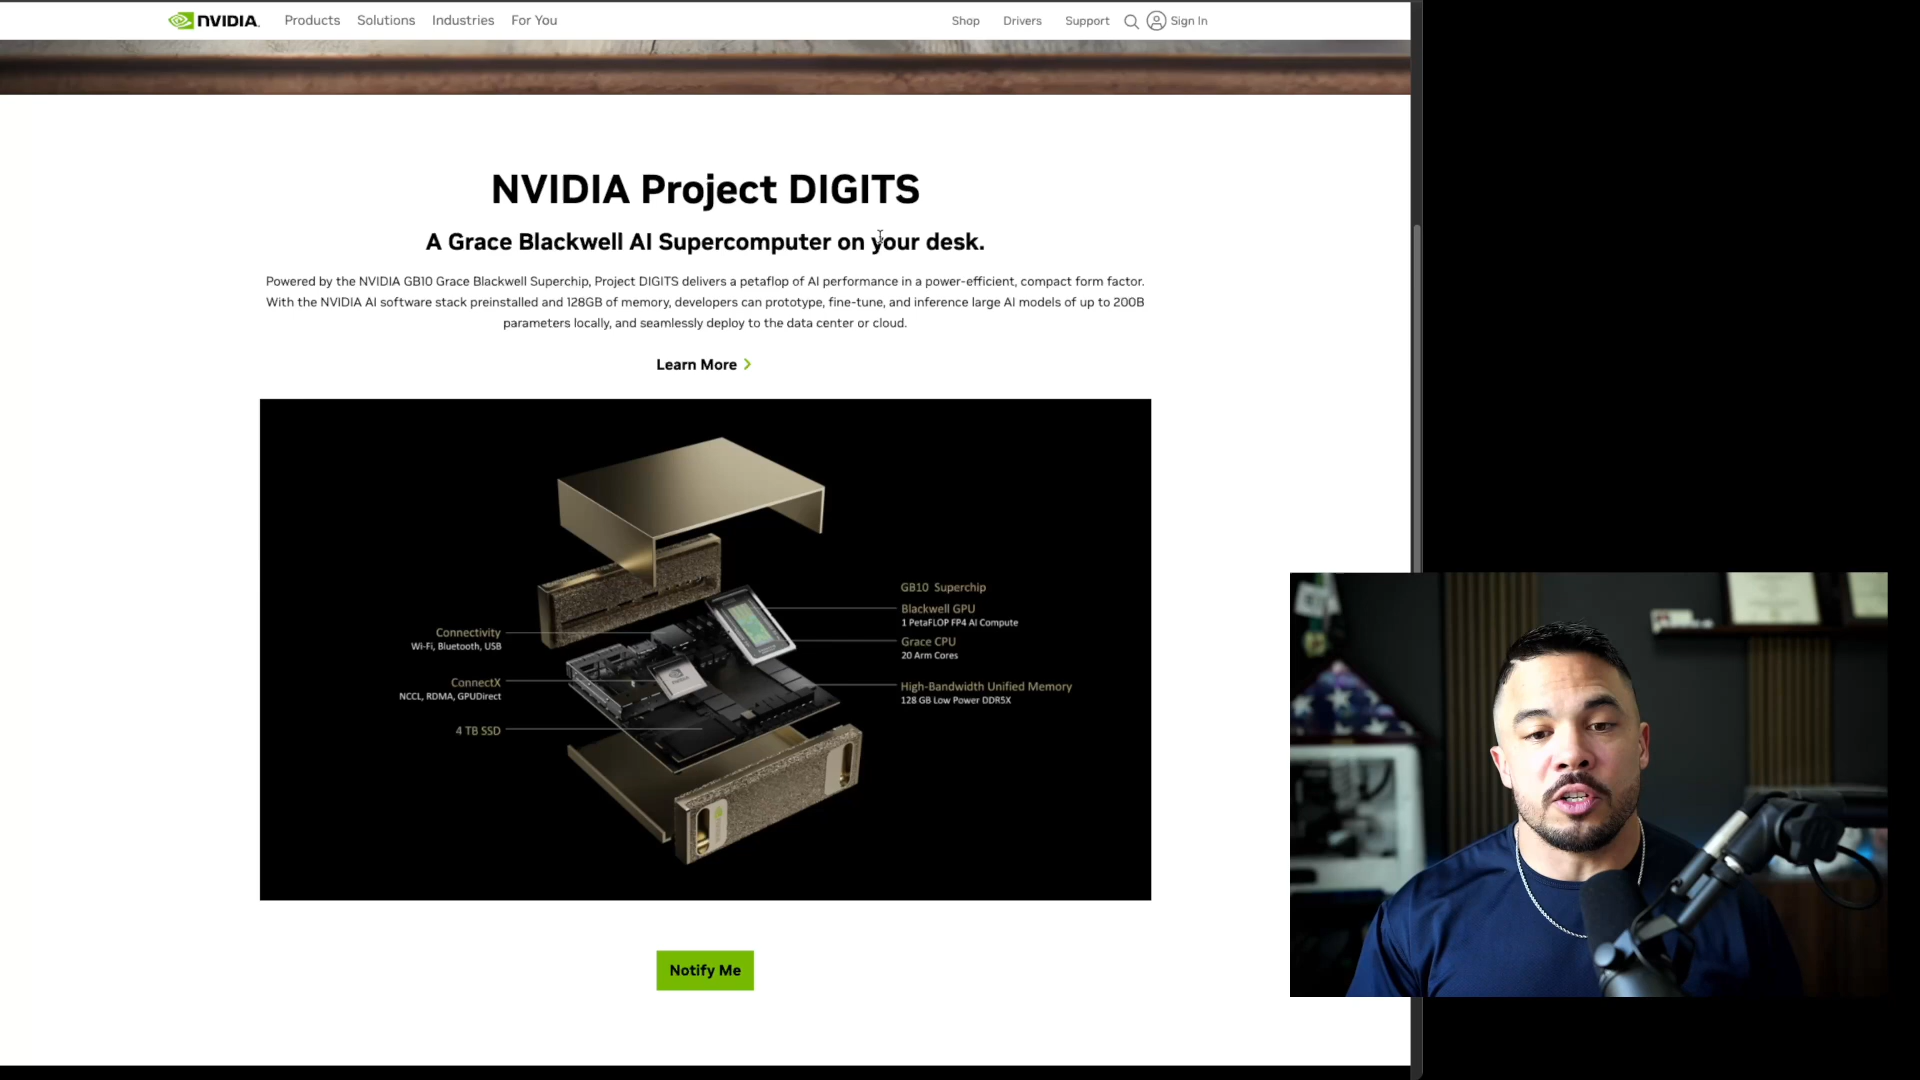 NVIDIA.
Products Solutions Industries For You
Shop Drivers Support Sign In
NVIDIA Project DIGITS
A Grace Blackwell AI Supercomputer on your desk.
Powered by the NVIDIA GB10 Grace Blackwell Superchip, Project DIGITS delivers a petaflop of AI performance in a power-efficient, compact form factor.
With the NVIDIA AI software stack preinstalled and 128GB of memory, developers can prototype, fine-tune, and inference large AI models of up to 200B
parameters locally, and seamlessly deploy to the data center or cloud.
Learn More
Connectivity
Wi-Fi, Bluetooth, USB
ConnectX
NCCL, RDMA, GPUDirect
4 TB SSD
GB10 Superchip
Blackwell GPU
1 PetaFLOP FP4 AI Compute
Grace CPU
20 Arm Cores
High-Bandwidth Unified Memory
128 GB Low Power DDR5X
Notify Me